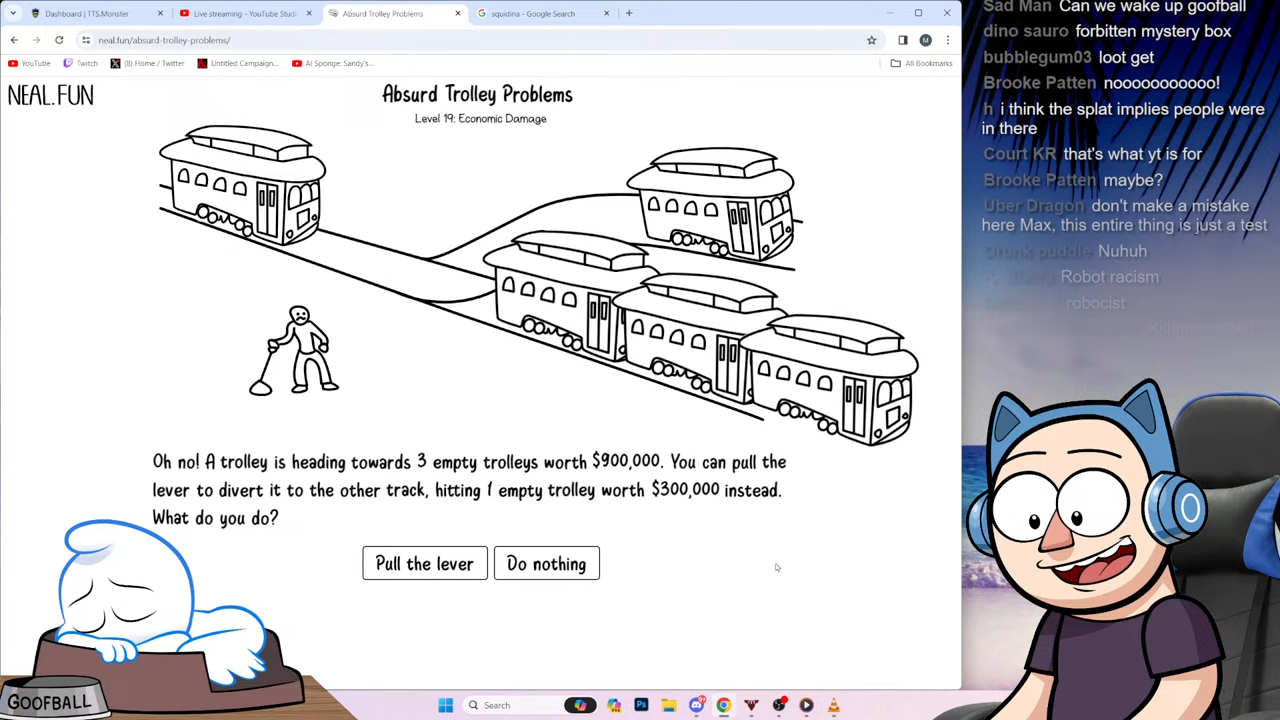 Dashboard | TTS.Monster
Live streaming - YouTube Studi
Absurd Trolley Problems
squidina - Google Search
neal.fun/absurd-trolley-problems/
M
YouTube
Twitch
(8) Home / Twitter
Untitled Campaign...
AI Sponge: Sandy's...
All Bookmarks
NEAL.FUN
Absurd Trolley Problems
Level 19: Economic Damage
Oh no! A trolley is heading towards 3 empty trolleys worth $900,000. You can pull the
lever to divert it to the other track, hitting 1 empty trolley worth $300,000 instead.
What do you do?
Pull the lever
Do nothing
Search
GOOFBALL
Sad Man Can we wake up goofball
dino sauro forbitten mystery box
bubblegum03 loot get
Brooke Patten nooooooooooo!
h i think the splat implies people were
in there
Court KR that's what yt is for
Brooke Patten maybe?
Uber Dragon don't make a mistake
here Max, this entire thing is just a test
Drunk puddle Nuhuh
Robot racism
robocist